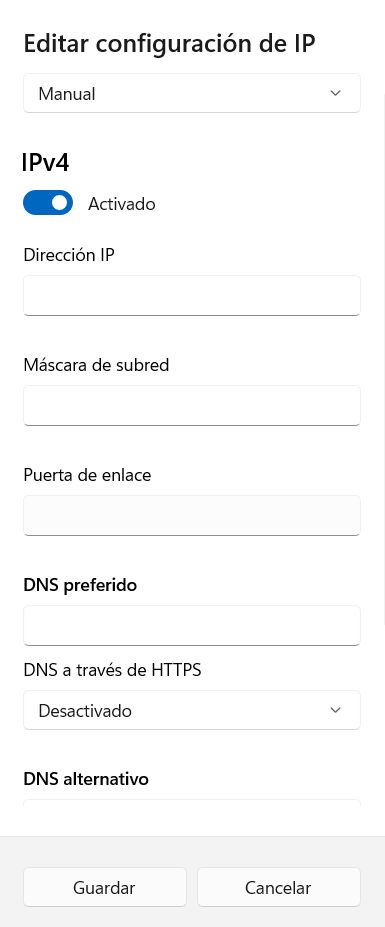 Editar configuración de IP
Manual
IPv4
Activado
Dirección IP
Máscara de subred
Puerta de enlace
DNS preferido
DNS a través de HTTPS
Desactivado
DNS alternativo
Guardar
Cancelar